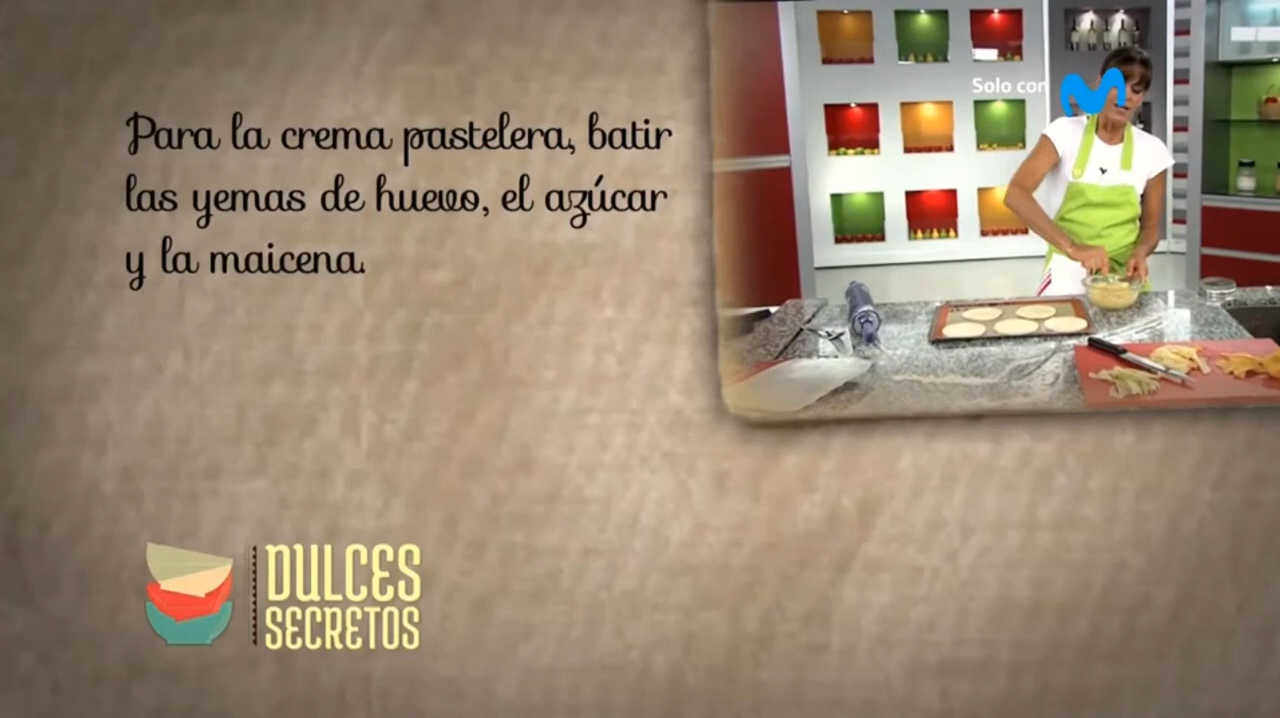 Para la crema pastelera, batir
las yemas de huevo, el azúcar
y la maicena.
Solo con
DULCES
SECRETOS